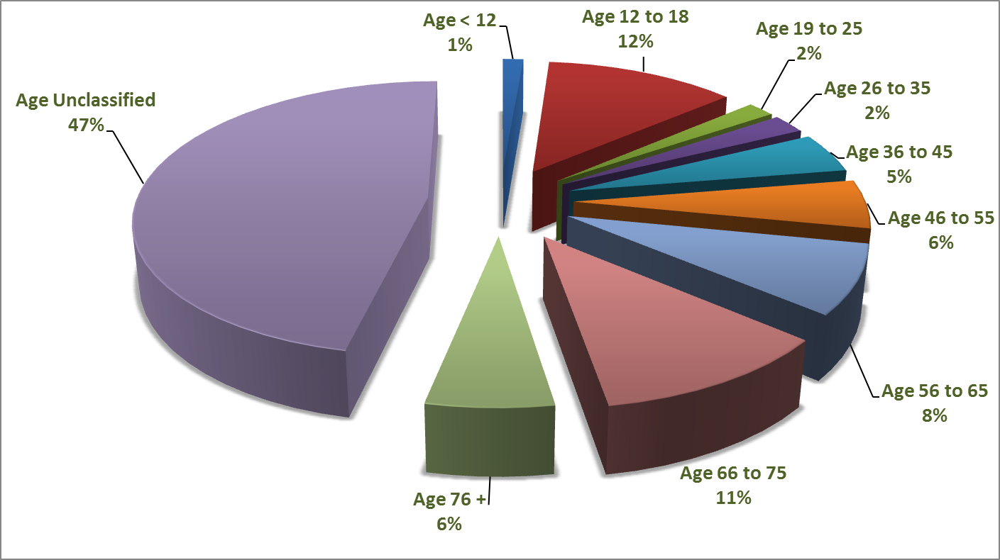 Age < 12
1%
Age 12 to 18
12%
Age 19 to 25
2%
Age 26 to 35
2%
Age 36 to 45
5%
Age 46 to 55
6%
Age 56 to 65
8%
Age 66 to 75
11%
Age 76 +
6%
Age Unclassified
47%